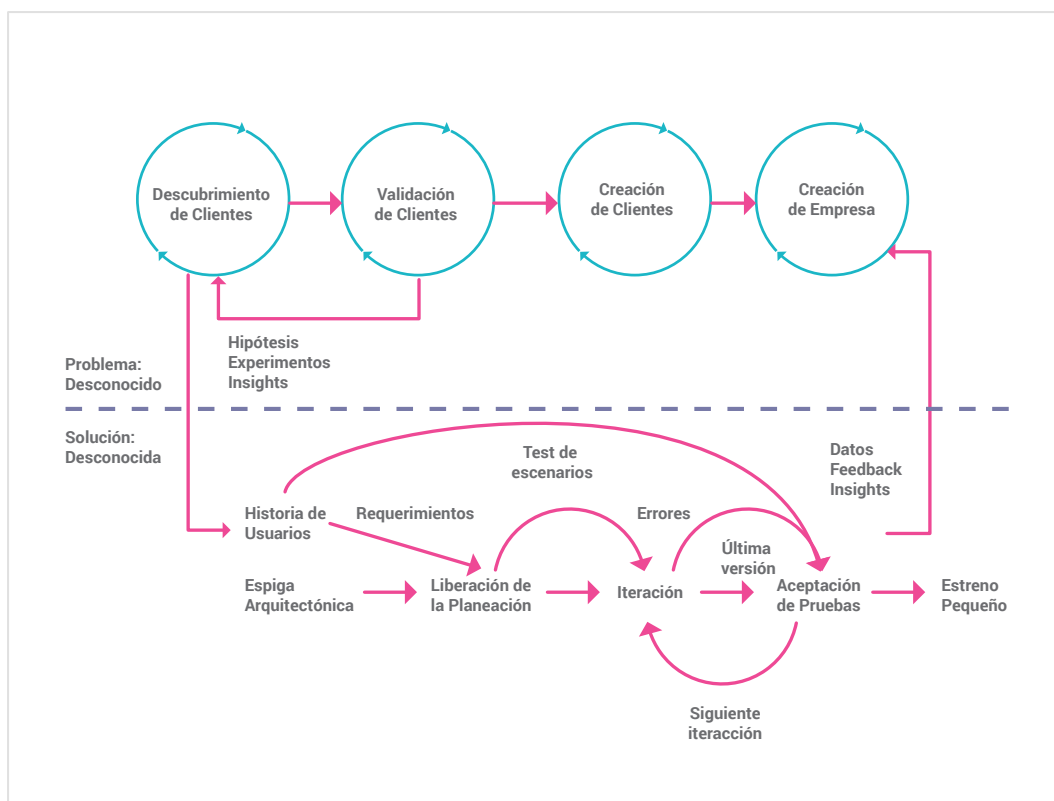 Descubrimiento
de Clientes
Validación
de Clientes
Creación
de Clientes
Creación
de Empresa
Hipótesis
Experimentos
Insights
Problema:
Desconocido
Solución:
Desconocida
Test de
escenarios
Datos
Feedback
Insights
Historia de
Usuarios
Requerimientos
Errores
Última
versión
Espiga
Arquitectónica
Liberación de
la Planeación
Iteración
Aceptación
de Pruebas
Estreno
Pequeño
Siguiente
iteracción